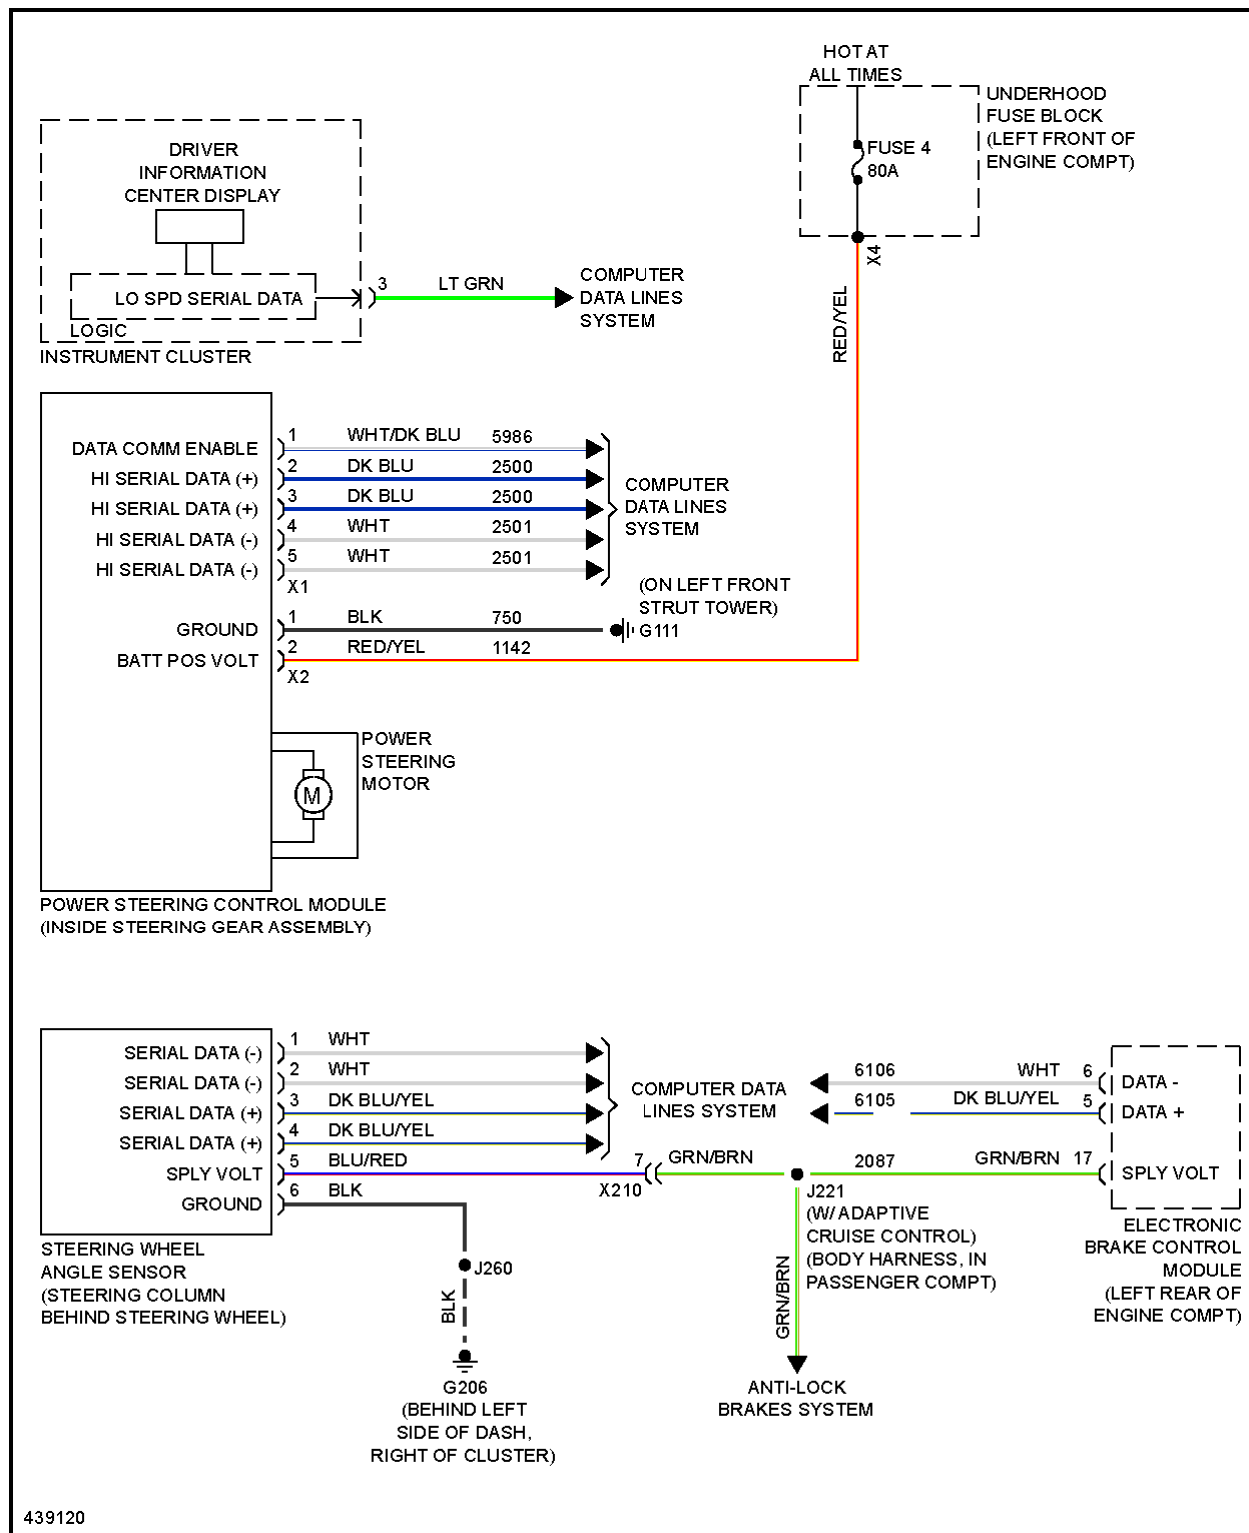 HOT AT
ALL TIMES
UNDERHOOD
FUSE BLOCK
(LEFT FRONT OF
ENGINE COMPT)
FUSE 4
80A
X4
RED/YEL
DRIVER
INFORMATION
CENTER DISPLAY
LO SPD SERIAL DATA
LOGIC
INSTRUMENT CLUSTER
3
LT GRN
COMPUTER
DATA LINES
SYSTEM
DATA COMM ENABLE
1
WHT/DK BLU
5986
HI SERIAL DATA (+)
2
DK BLU
2500
HI SERIAL DATA (+)
3
DK BLU
2500
HI SERIAL DATA (-)
4
WHT
2501
HI SERIAL DATA (-)
5
WHT
2501
X1
COMPUTER
DATA LINES
SYSTEM
GROUND
1
BLK
750
(ON LEFT FRONT
STRUT TOWER)
G111
BATT POS VOLT
2
RED/YEL
1142
X2
POWER
STEERING
MOTOR
M
POWER STEERING CONTROL MODULE
(INSIDE STEERING GEAR ASSEMBLY)
SERIAL DATA (-)
1
WHT
SERIAL DATA (-)
2
WHT
SERIAL DATA (+)
3
DK BLU/YEL
SERIAL DATA (+)
4
DK BLU/YEL
SPLY VOLT
5
BLU/RED
7
X210
GRN/BRN
GROUND
6
BLK
COMPUTER DATA
LINES SYSTEM
6106
WHT
6
DATA -
6105
DK BLU/YEL
5
DATA +
2087
GRN/BRN
17
SPLY VOLT
J221
(W/ ADAPTIVE
CRUISE CONTROL)
(BODY HARNESS, IN
PASSENGER COMPT)
ELECTRONIC
BRAKE CONTROL
MODULE
(LEFT REAR OF
ENGINE COMPT)
STEERING WHEEL
ANGLE SENSOR
(STEERING COLUMN
BEHIND STEERING WHEEL)
J260
BLK
G206
(BEHIND LEFT
SIDE OF DASH,
RIGHT OF CLUSTER)
GRN/BRN
ANTI-LOCK
BRAKES SYSTEM
439120